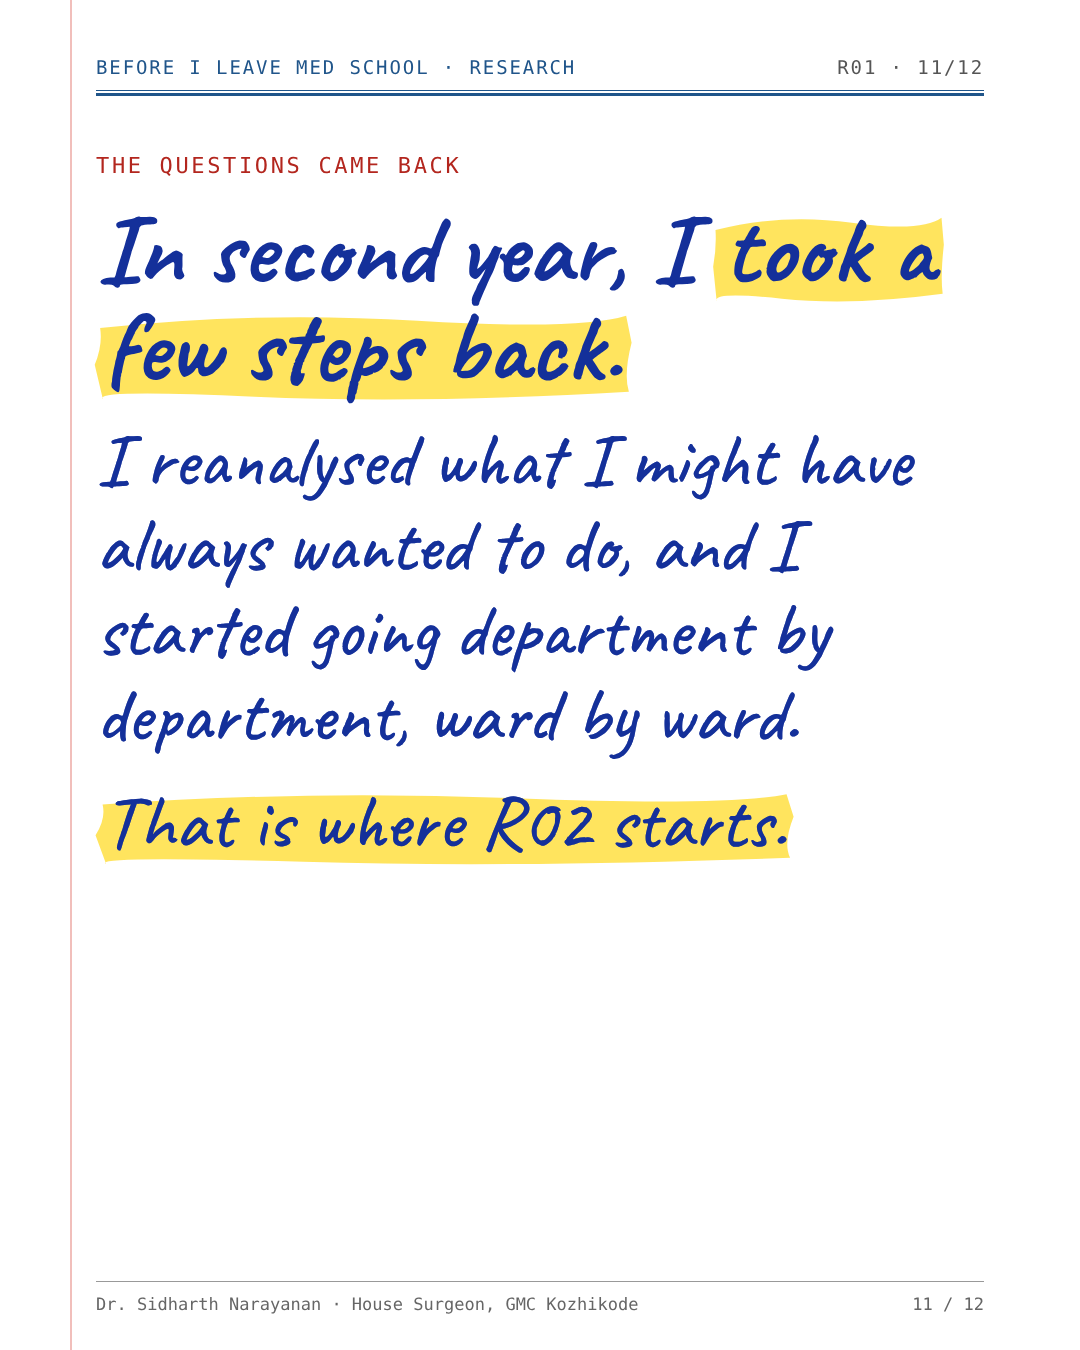 BEFORE I LEAVE MED SCHOOL · RESEARCH
R01 · 11/12
THE QUESTIONS CAME BACK
In second year, I took a
few steps back.
I reanalysed what I might have
always wanted to do, and I
started going department by
department, ward by ward.
That is where R02 starts.
Dr. Sidharth Narayanan · House Surgeon, GMC Kozhikode
11 / 12